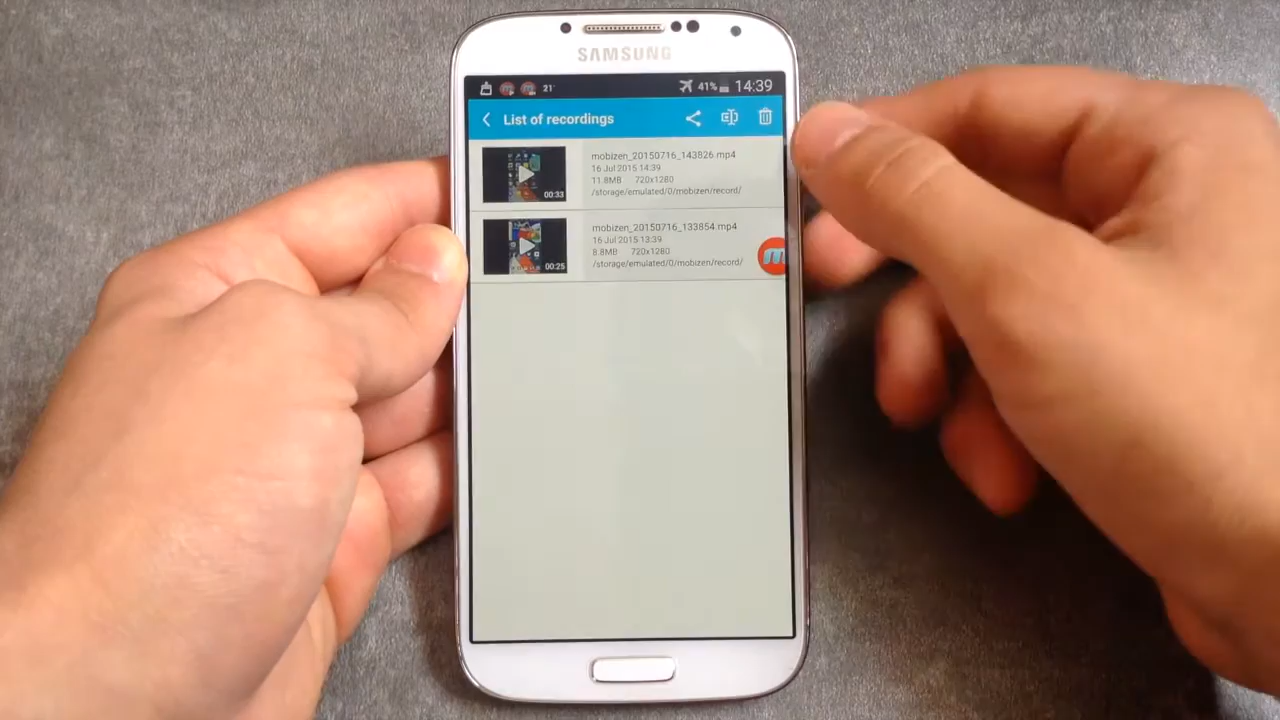 SAMSUNG
21°
41%
14:39
List of recordings
mobizen_20150716_143826.mp4
16 Jul 2015 14:39
11.8MB 720x1280
/storage/emulated/0/mobizen/record/
00:33
mobizen_20150716_133854.mp4
16 Jul 2015 13:39
8.8MB 720x1280
/storage/emulated/0/mobizen/record/
00:25
m